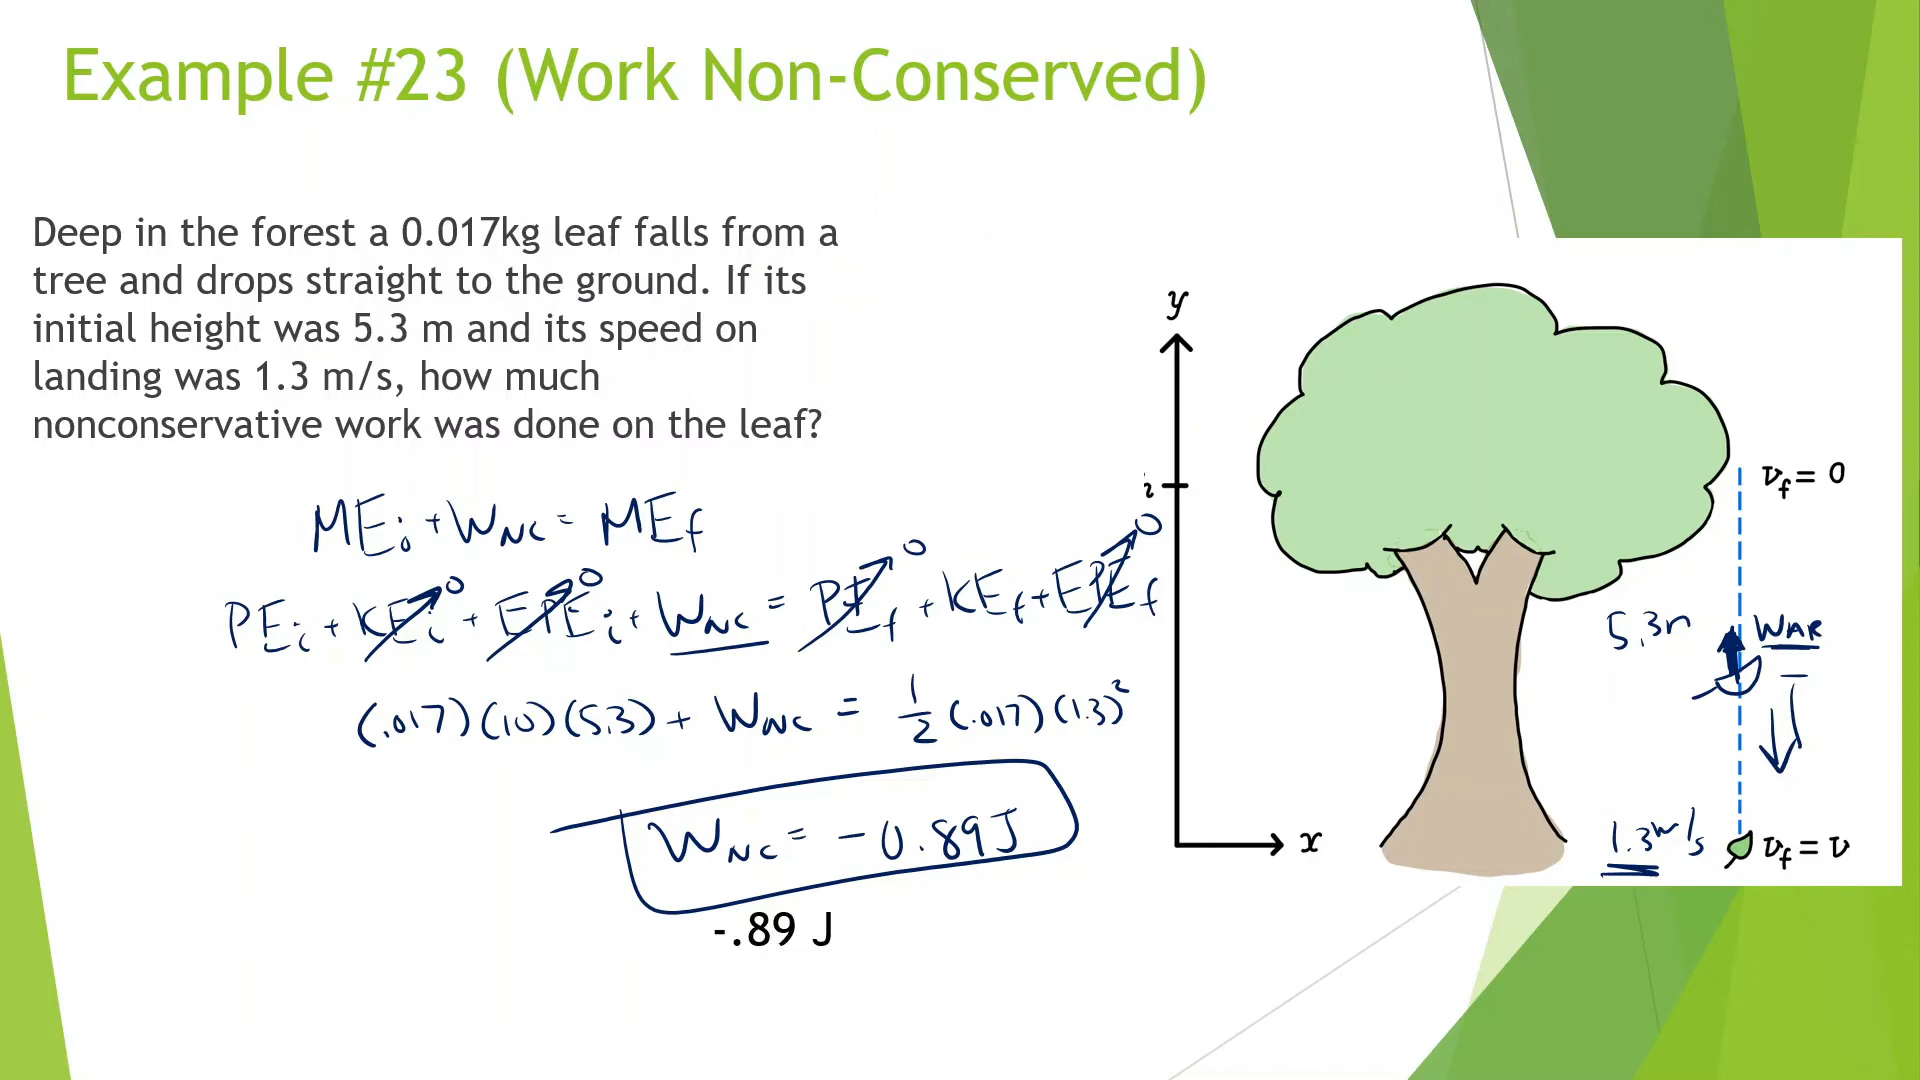 Example #23 (Work Non-Conserved)
Deep in the forest a 0.017kg leaf falls from a
tree and drops straight to the ground. If its
initial height was 5.3 m and its speed on
landing was 1.3 m/s, how much
nonconservative work was done on the leaf?
MEi + WNC = MEf
PEi + KEi 0 + EPEi 0 + WNC = PEf 0 + KEf + EPEf 0
(.017)(10)(5.3) + WNC = 1/2 (.017)(1.3)²
WNC = -0.89J
-.89 J
y
vf = 0
5.3m
WAR
1.3m/s
vf = v
x